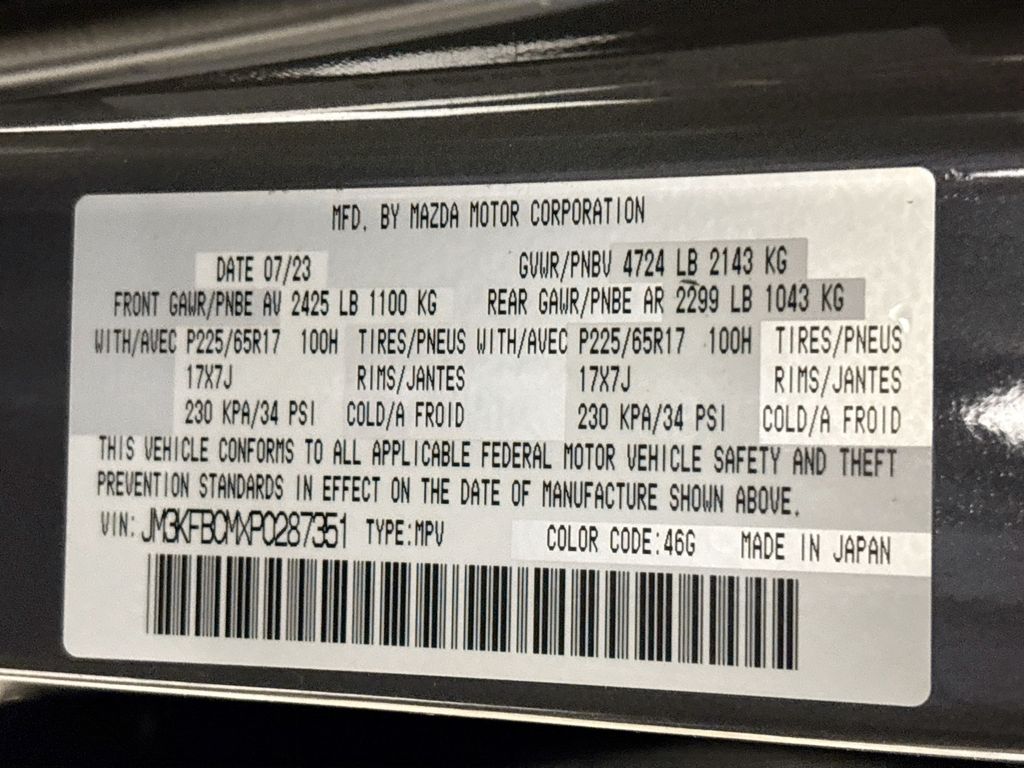 MFD. BY MAZDA MOTOR CORPORATION
DATE 07/23 GVWR/PNBV 4724 LB 2143 KG
FRONT GAWR/PNBE AV 2425 LB 1100 KG REAR GAWR/PNBE AR 2299 LB 1043 KG
WITH/AVEC P225/65R17 100H TIRES/PNEUS WITH/AVEC P225/65R17 100H TIRES/PNEUS
17X7J RIMS/JANTES 17X7J RIMS/JANTES
230 KPA/34 PSI COLD/A FROID 230 KPA/34 PSI COLD/A FROID
THIS VEHICLE CONFORMS TO ALL APPLICABLE FEDERAL MOTOR VEHICLE SAFETY AND THEFT
PREVENTION STANDARDS IN EFFECT ON THE DATE OF MANUFACTURE SHOWN ABOVE.
VIN: JM3KFBCMXP0287351 TYPE:MPV COLOR CODE:46G MADE IN JAPAN